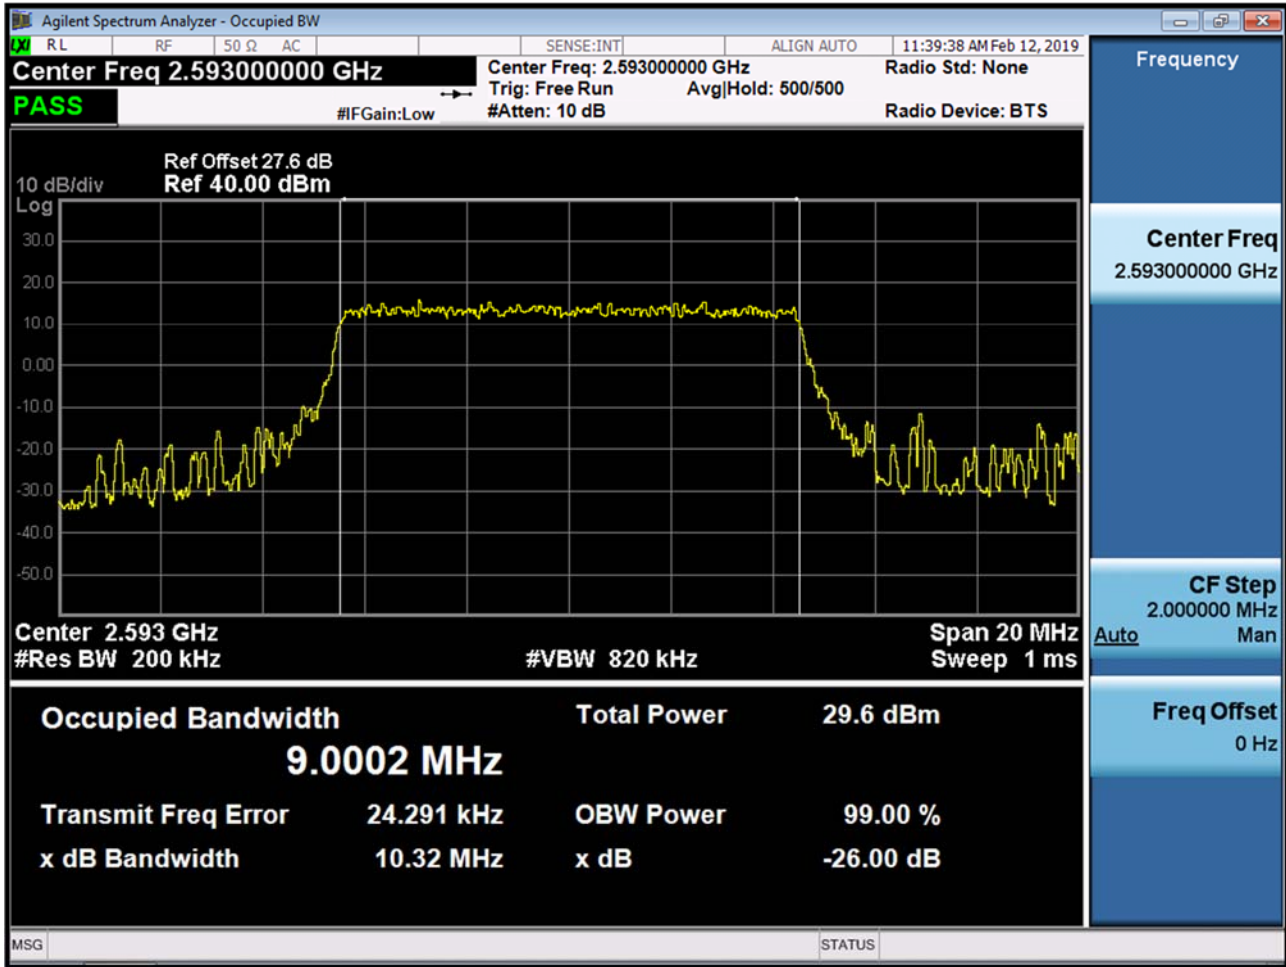 Agilent Spectrum Analyzer - Occupied BW
LXI RL RF 50 Ω AC SENSE:INT ALIGN AUTO 11:39:38 AM Feb 12, 2019
Center Freq 2.593000000 GHz
Center Freq: 2.593000000 GHz
Radio Std: None
Trig: Free Run Avg|Hold: 500/500
PASS
#IFGain:Low
#Atten: 10 dB
Radio Device: BTS
Ref Offset 27.6 dB
10 dB/div Ref 40.00 dBm
Log
30.0
20.0
10.0
0.00
-10.0
-20.0
-30.0
-40.0
-50.0
Center 2.593 GHz Span 20 MHz
#Res BW 200 kHz #VBW 820 kHz Sweep 1 ms
Occupied Bandwidth Total Power 29.6 dBm
9.0002 MHz
Transmit Freq Error 24.291 kHz OBW Power 99.00 %
x dB Bandwidth 10.32 MHz x dB -26.00 dB
MSG STATUS
Frequency
Center Freq
2.593000000 GHz
CF Step
2.000000 MHz
Auto Man
Freq Offset
0 Hz